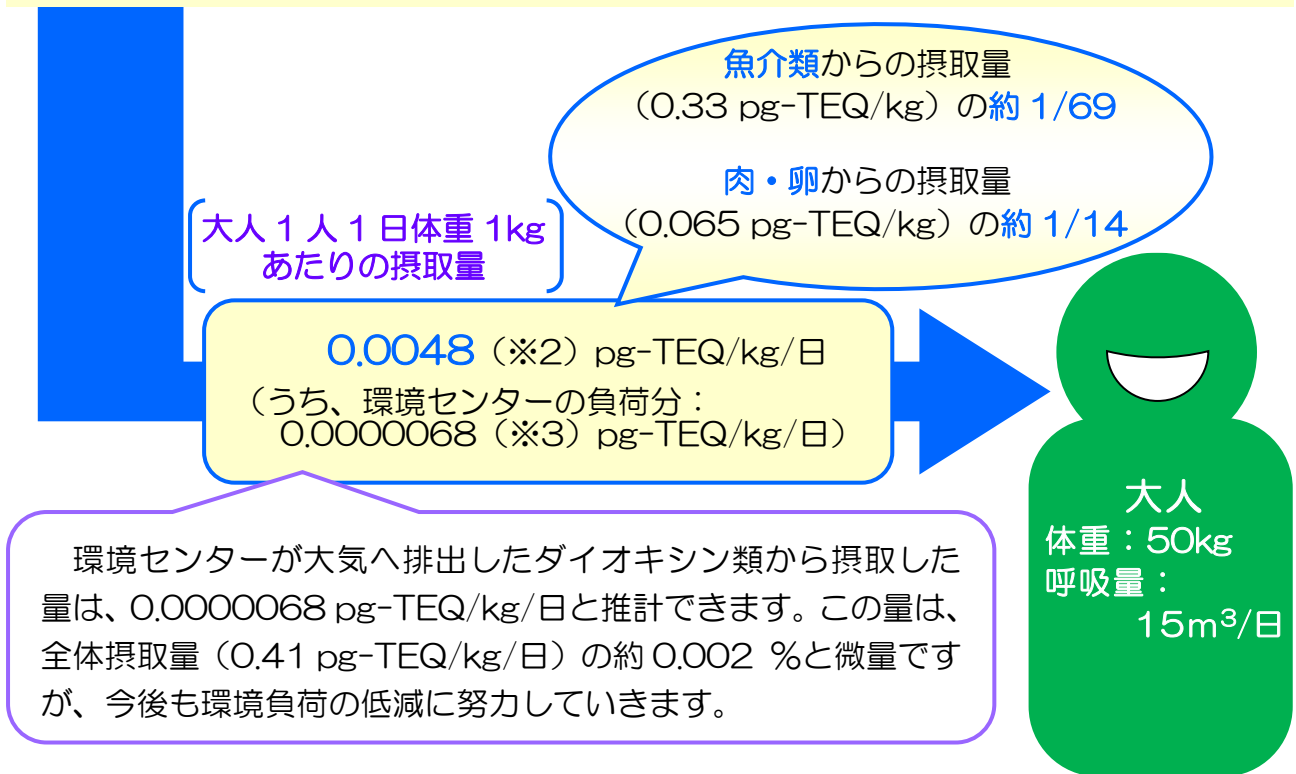 魚介類からの摂取量
（0.33 pg-TEQ/kg）の約 1/69
肉・卵からの摂取量
（0.065 pg-TEQ/kg）の約 1/14
大人 1 人 1 日体重 1kg
あたりの摂取量
0.0048（※2）pg-TEQ/kg/日
（うち、環境センターの負荷分：
0.0000068（※3）pg-TEQ/kg/日）
環境センターが大気へ排出したダイオキシン類から摂取した
量は、0.0000068 pg-TEQ/kg/日と推計できます。この量は、
全体摂取量（0.41 pg-TEQ/kg/日）の約 0.002 %と微量です
が、今後も環境負荷の低減に努力していきます。
大人
体重：50kg
呼吸量：
15m³/日